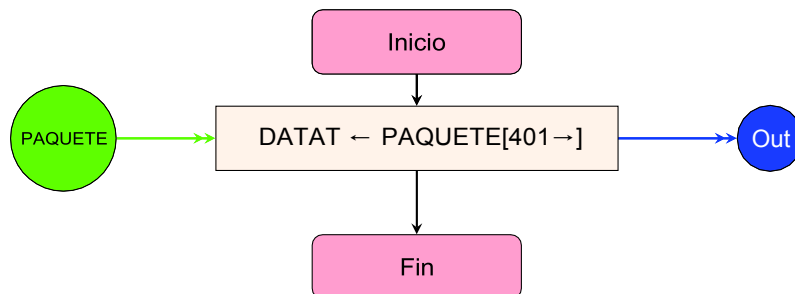 Inicio
PAQUETE
DATAT ← PAQUETE[401→]
Out
Fin